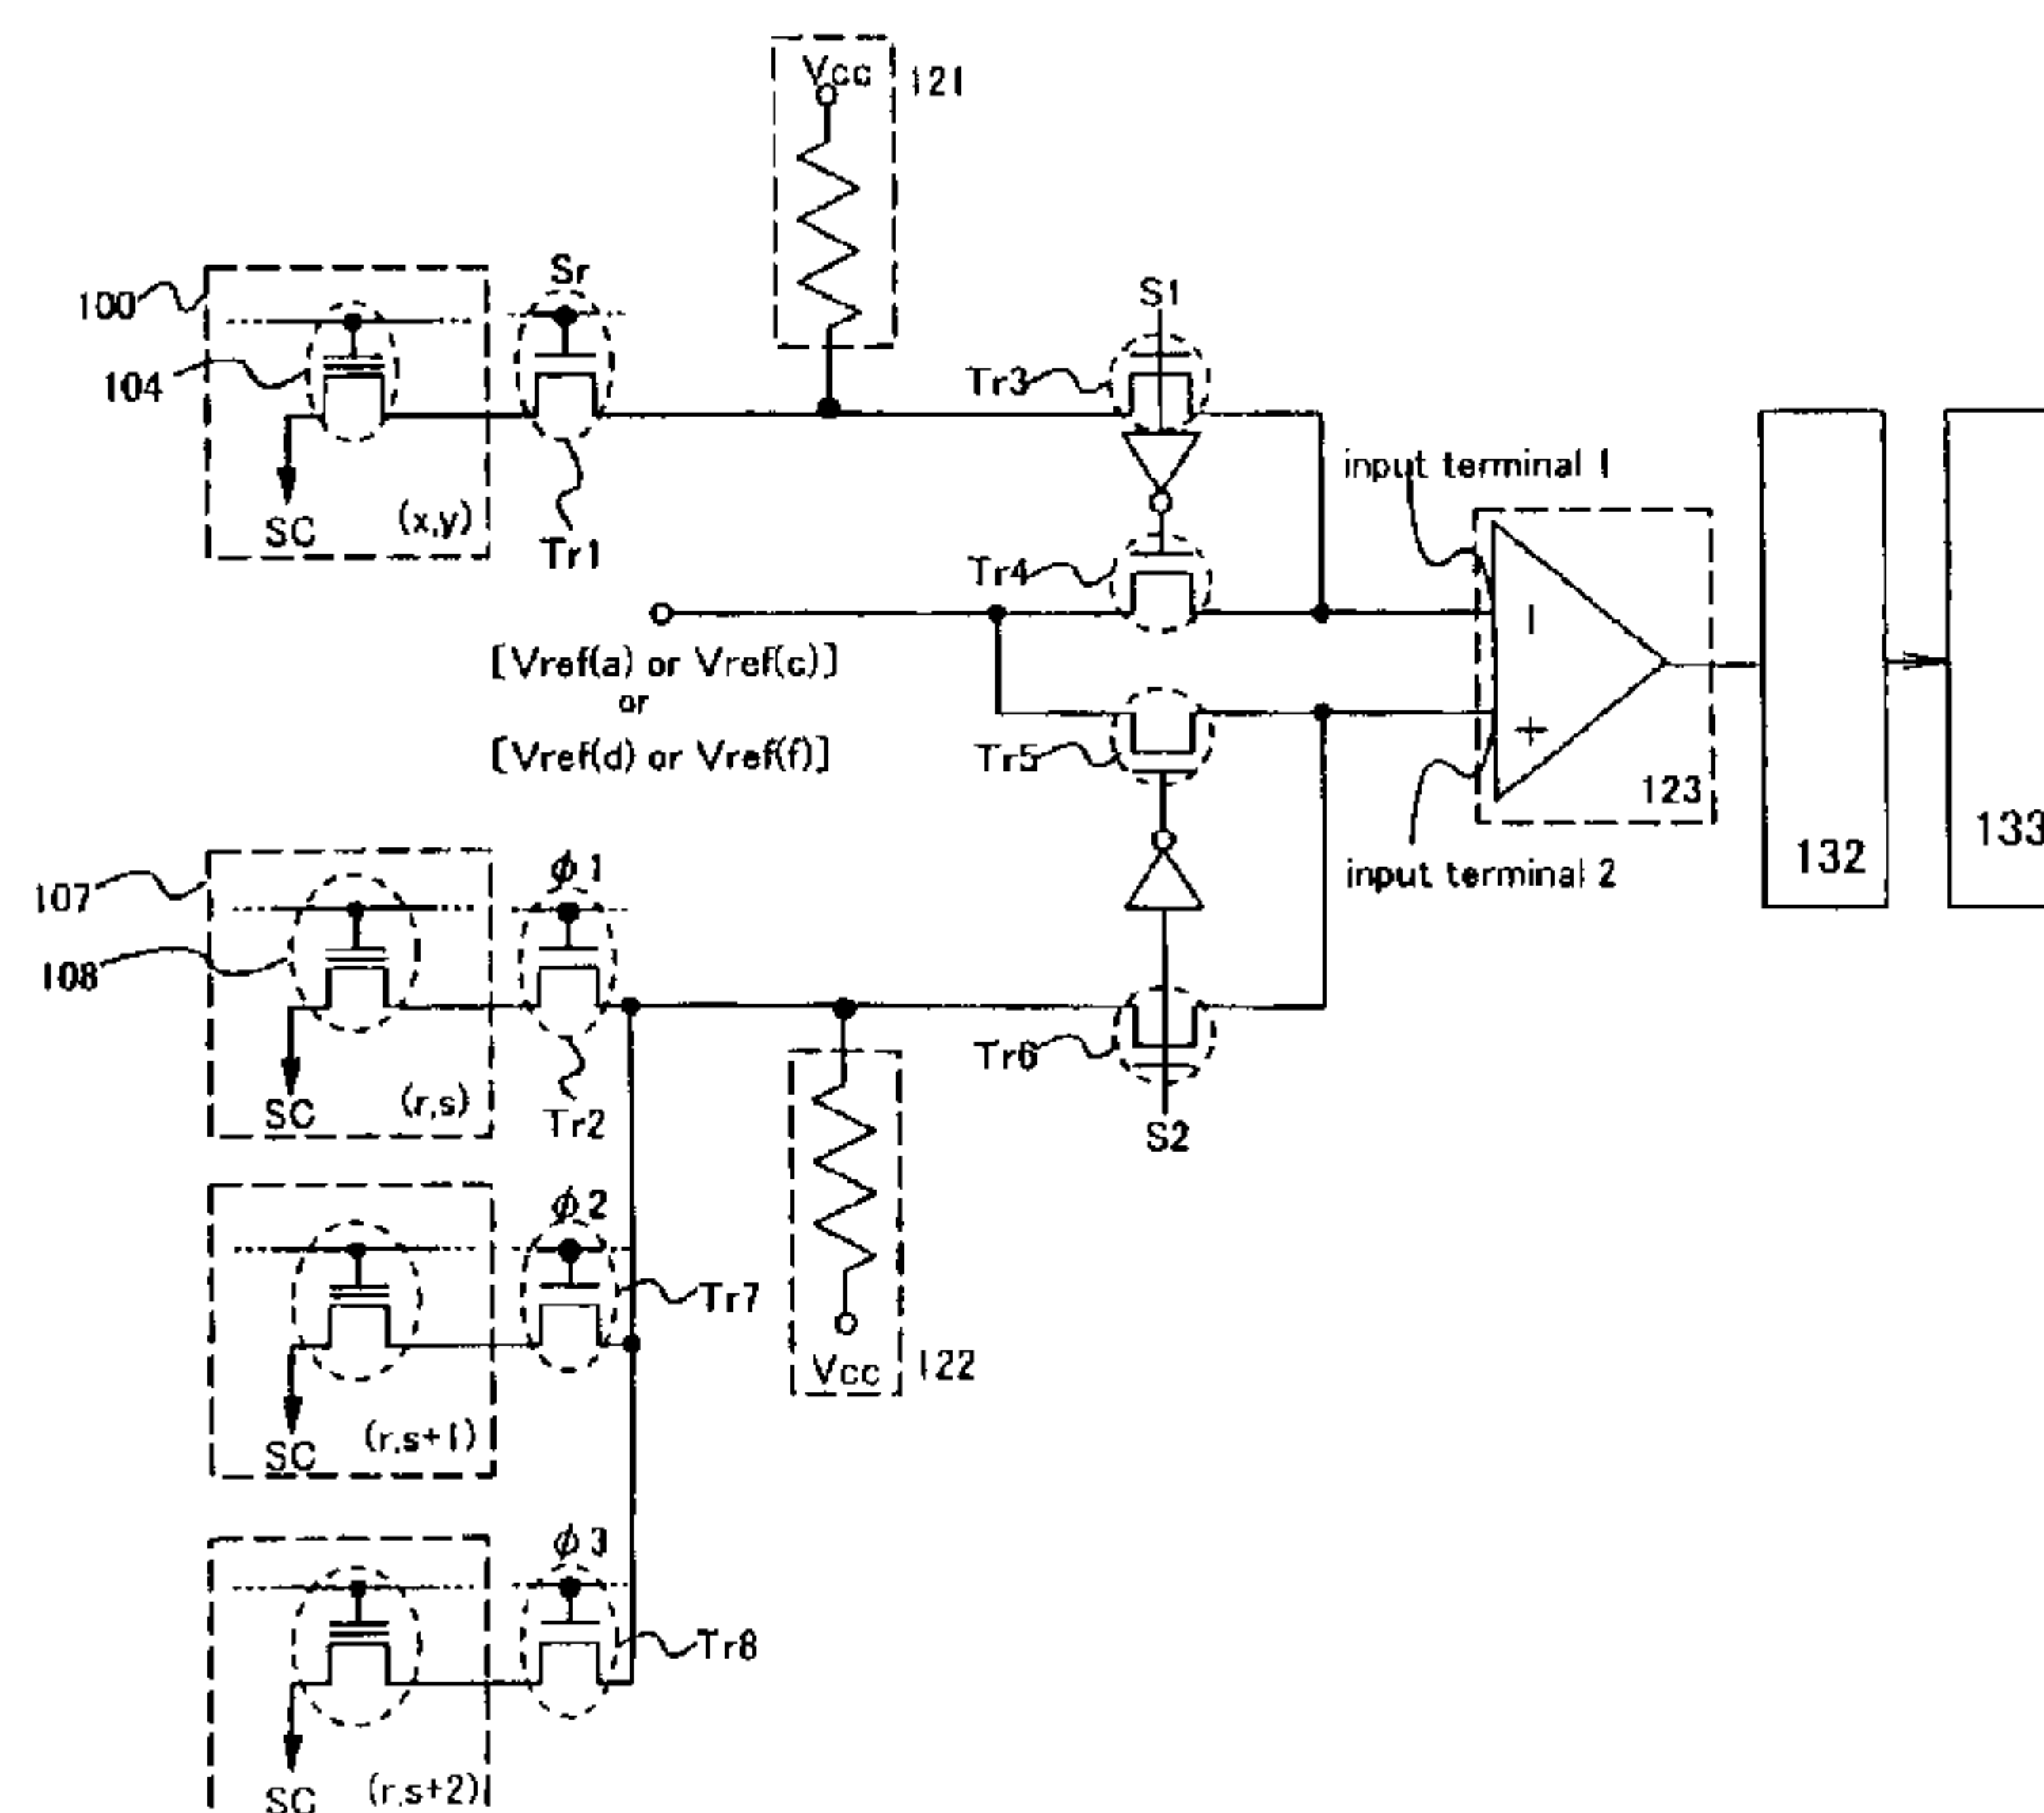 Vcc
121
Sr
S1
100
104
Tr3
input terminal 1
SC
(x,y)
Tr1
Tr4
−
[Vref(a) or Vref(c)]
or
[Vref(d) or Vref(f)]
Tr5
+
123
132
133
input terminal 2
107
ϕ1
108
SC
(r,s)
Tr2
Tr6
S2
ϕ2
Tr7
SC
(r,s+1)
Vcc
122
ϕ3
Tr8
SC
(r,s+2)